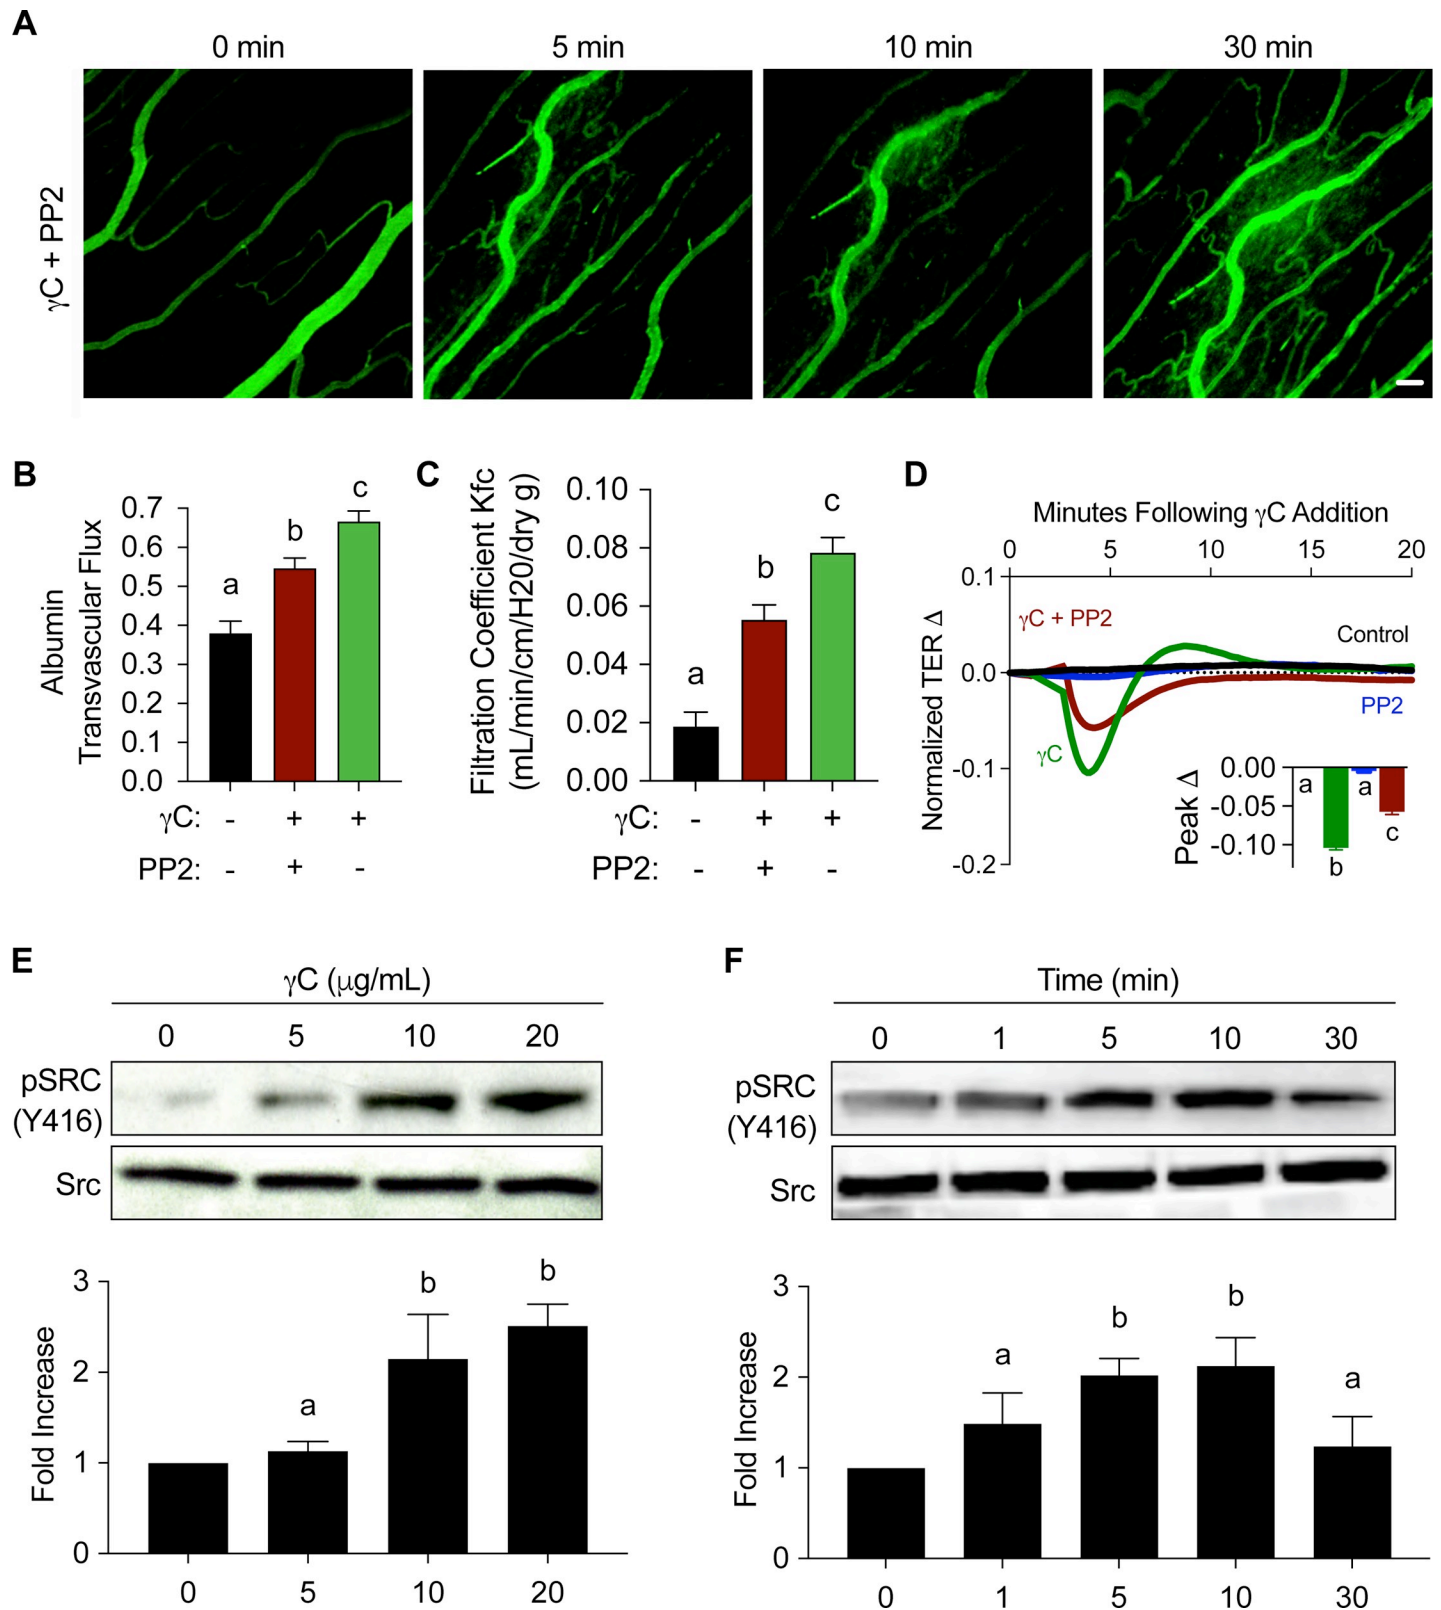 A
0 min 5 min 10 min 30 min
γC + PP2
B
Albumin
Transvascular Flux
0.7
0.6
0.5
0.4
0.3
0.2
0.1
0.0
a
b
c
γC: - + +
PP2: - + -
C
Filtration Coefficient Kfc
(mL/min/cm/H20/dry g)
0.10
0.08
0.06
0.04
0.02
0.00
a
b
c
γC: - + +
PP2: - + -
D
Minutes Following γC Addition
0 5 10 15 20
Normalized TER Δ
0.1
0.0
-0.1
-0.2
γC + PP2
Control
PP2
γC
Peak Δ
0.00
-0.05
-0.10
a
b
a
c
E
γC (μg/mL)
0 5 10 20
pSRC
(Y416)
Src
Fold Increase
3
2
1
0
a
b
b
0 5 10 20
F
Time (min)
0 1 5 10 30
pSRC
(Y416)
Src
Fold Increase
3
2
1
0
a
b
b
a
0 1 5 10 30